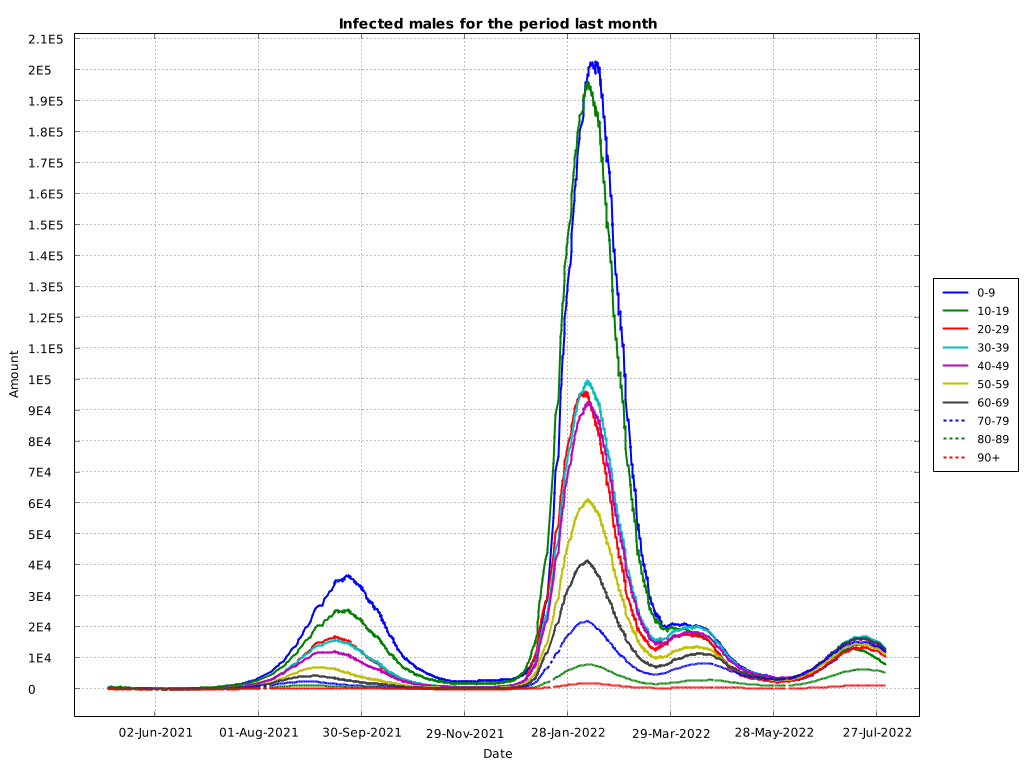 Infected males for the period last month
2.1E5
2E5
1.9E5
1.8E5
1.7E5
1.6E5
1.5E5
1.4E5
1.3E5
1.2E5
1.1E5
1E5
9E4
8E4
7E4
6E4
5E4
4E4
3E4
2E4
1E4
0
Amount
02-Jun-2021 01-Aug-2021 30-Sep-2021 29-Nov-2021 28-Jan-2022 29-Mar-2022 28-May-2022 27-Jul-2022
Date
0-9
10-19
20-29
30-39
40-49
50-59
60-69
70-79
80-89
90+